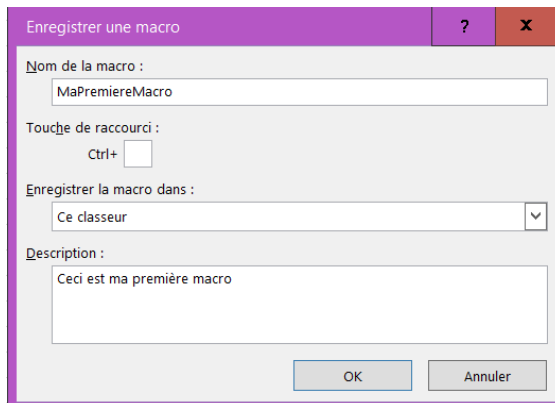 Enregistrer une macro ? x
Nom de la macro :
MaPremiereMacro
Touche de raccourci :
Ctrl+
Enregistrer la macro dans :
Ce classeur
Description :
Ceci est ma première macro
OK Annuler